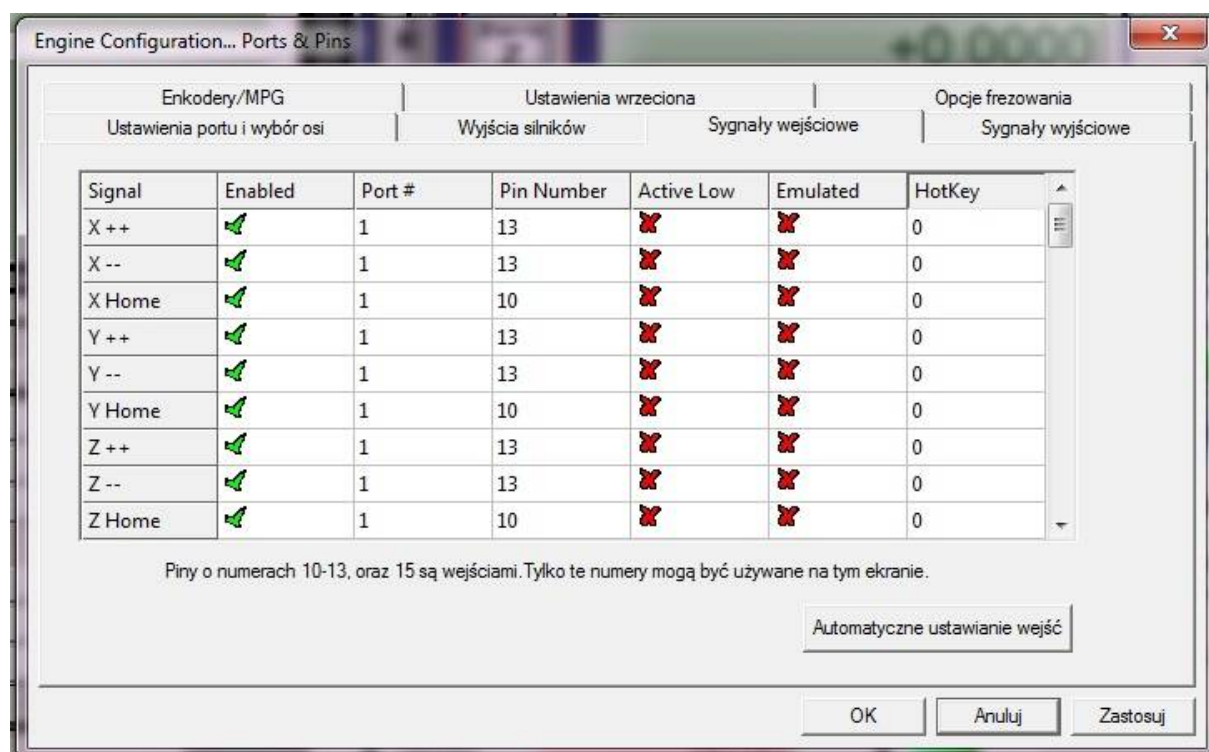 Engine Configuration... Ports & Pins
+0.0000
Enkodery/MPG Ustawienia wrzeciona Opcje frezowania
Ustawienia portu i wybór osi Wyjścia silników Sygnały wejściowe Sygnały wyjściowe
Signal Enabled Port # Pin Number Active Low Emulated HotKey
X ++ 1 13 0
X -- 1 13 0
X Home 1 10 0
Y ++ 1 13 0
Y -- 1 13 0
Y Home 1 10 0
Z ++ 1 13 0
Z -- 1 13 0
Z Home 1 10 0
Piny o numerach 10-13, oraz 15 są wejściami.Tylko te numery mogą być używane na tym ekranie.
Automatyczne ustawianie wejść
OK Anuluj Zastosuj